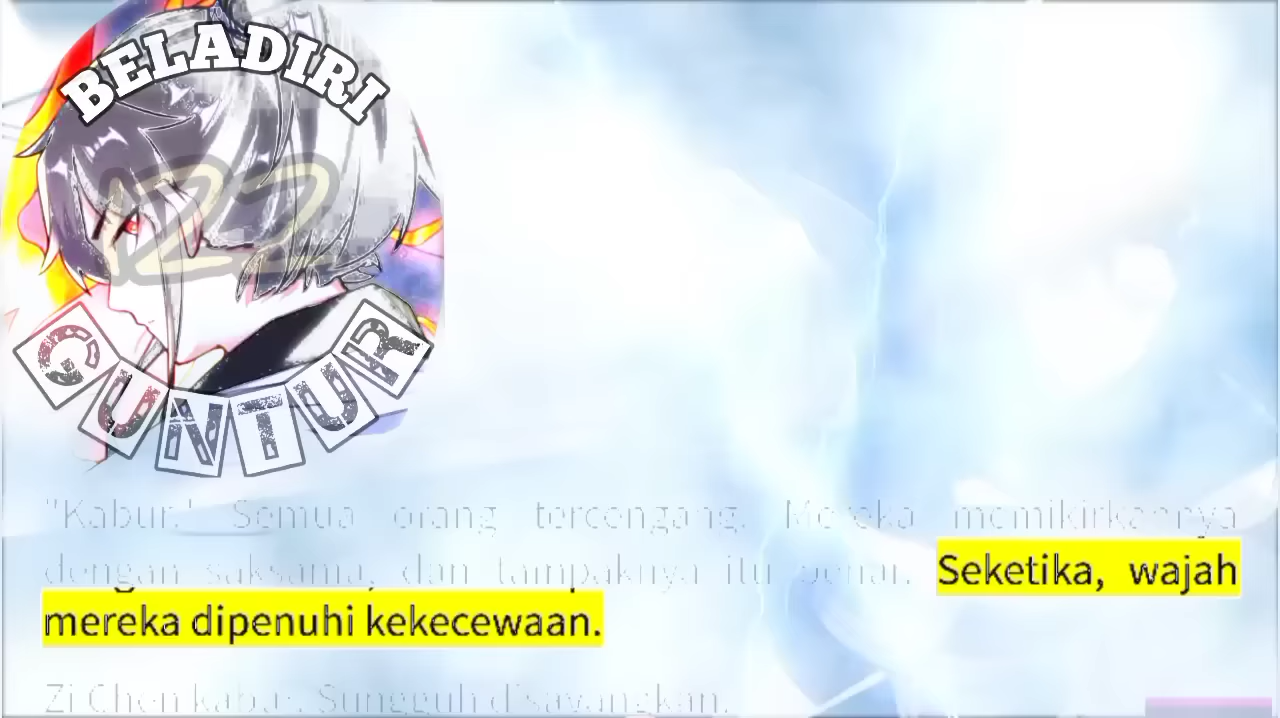 BELADIRI
122
GUNTUR
"Kabur." Semua orang tercengang. Mereka memikirkannya
dengan saksama, dan tampaknya itu benar. Seketika, wajah
mereka dipenuhi kekecewaan.
Zi Chen kabur. Sungguh disayangkan.